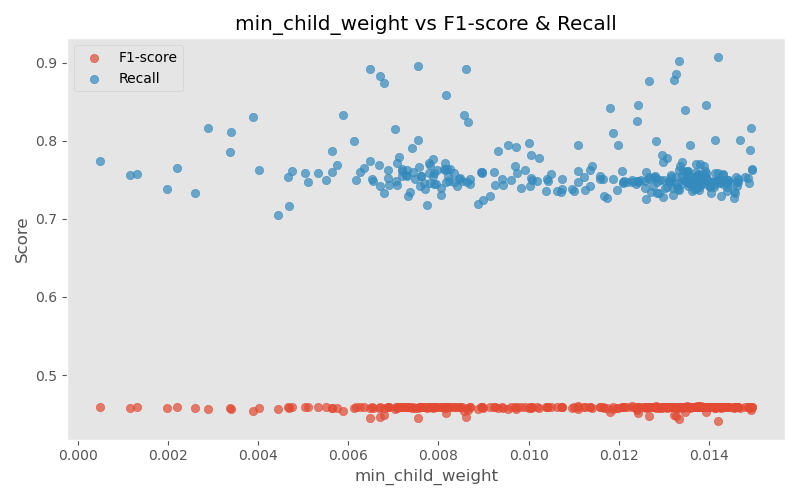 min_child_weight vs F1-score & Recall
F1-score
Recall
0.9
0.8
0.7
0.6
0.5
Score
0.000
0.002
0.004
0.006
0.008
0.010
0.012
0.014
min_child_weight